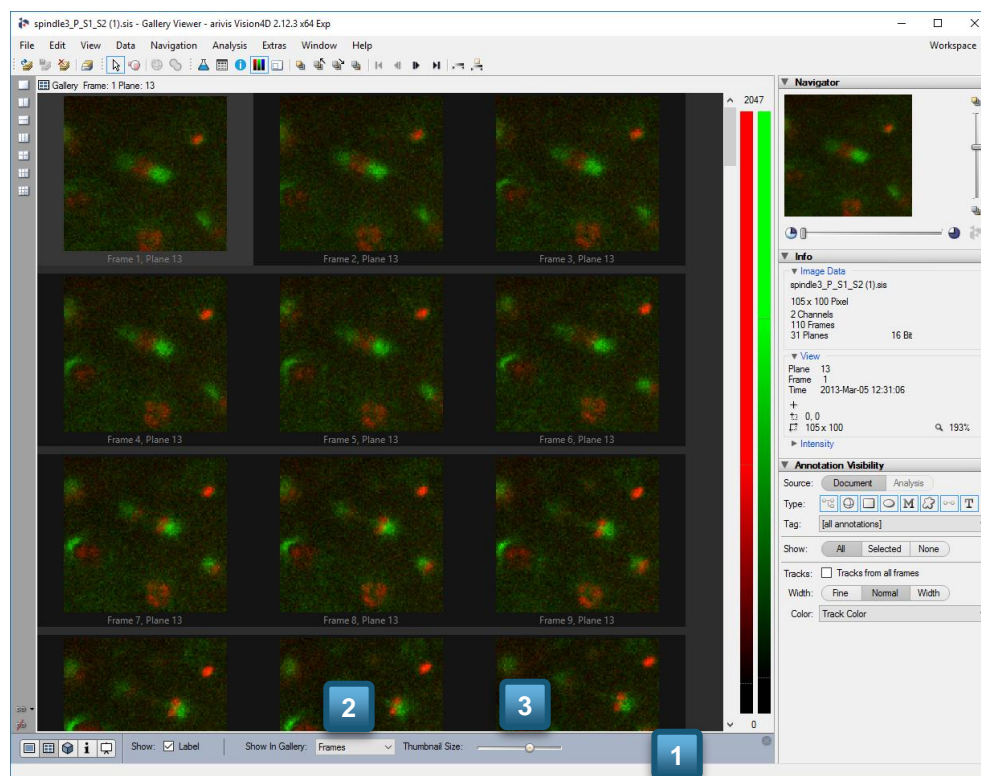 spindle3_P_S1_S2 (1).sis - Gallery Viewer - arivis Vision4D 2.12.3 x64 Exp
File Edit View Data Navigation Analysis Extras Window Help Workspace
Gallery Frame: 1 Plane: 13
2047
Frame 1, Plane 13 Frame 2, Plane 13 Frame 3, Plane 13
Frame 4, Plane 13 Frame 5, Plane 13 Frame 6, Plane 13
Frame 7, Plane 13 Frame 8, Plane 13 Frame 9, Plane 13
0
Navigator
Info
Image Data
spindle3_P_S1_S2 (1).sis
105 x 100 Pixel
2 Channels
110 Frames
31 Planes 16 Bit
View
Plane 13
Frame 1
Time 2013-Mar-05 12:31:06
0, 0
105 x 100 193%
Intensity
Annotation Visibility
Source: Document Analysis
Type: M T
Tag: [all annotations]
Show: All Selected None
Tracks: Tracks from all frames
Width: Fine Normal Width
Color: Track Color
2 3
Show: Label Show In Gallery: Frames Thumbnail Size:
1